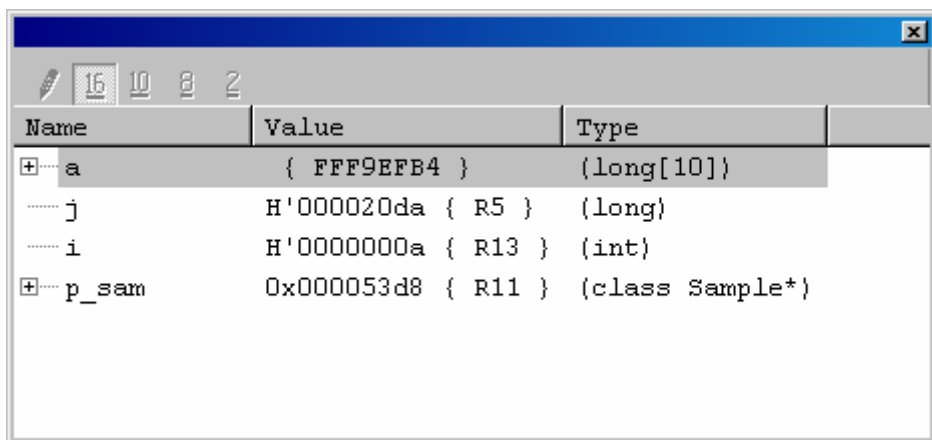 16 10 8 2
Name Value Type
a { FFF9EFB4 } (long[10])
j H'000020da { R5 } (long)
i H'0000000a { R13 } (int)
p_sam 0x000053d8 { R11 } (class Sample*)